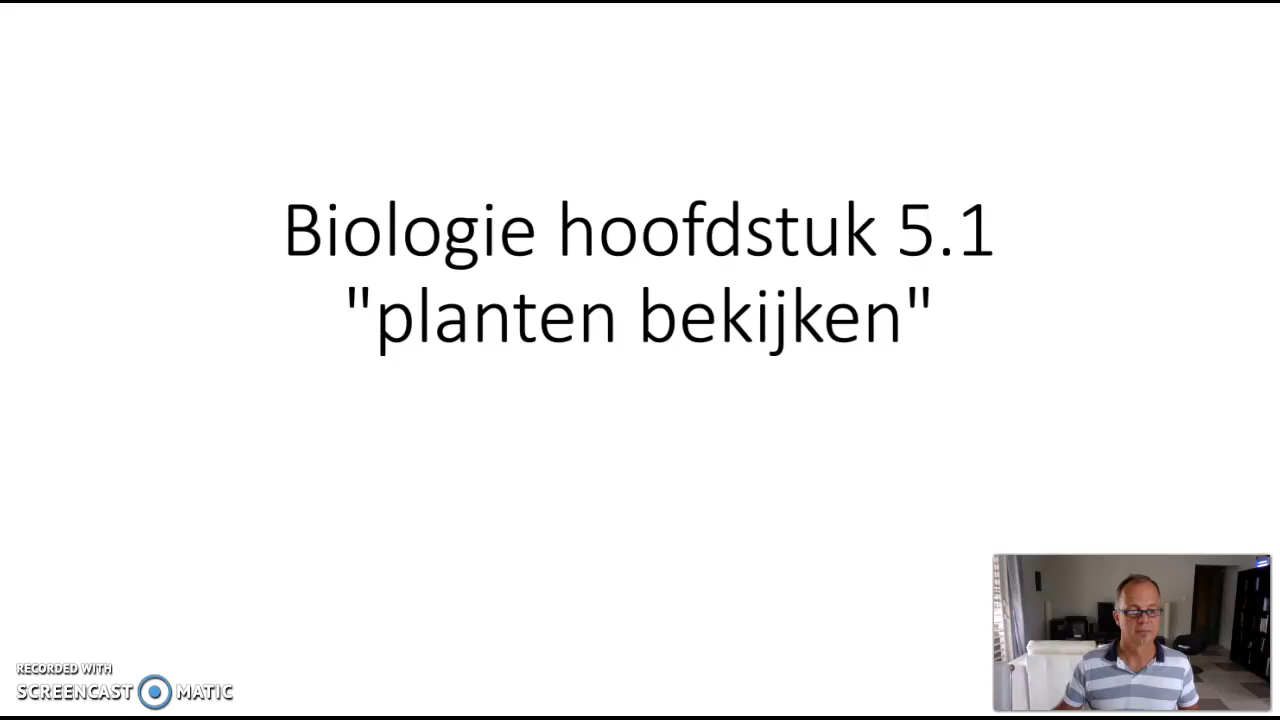 Biologie hoofdstuk 5.1
"planten bekijken"
RECORDED WITH
SCREENCAST MATIC